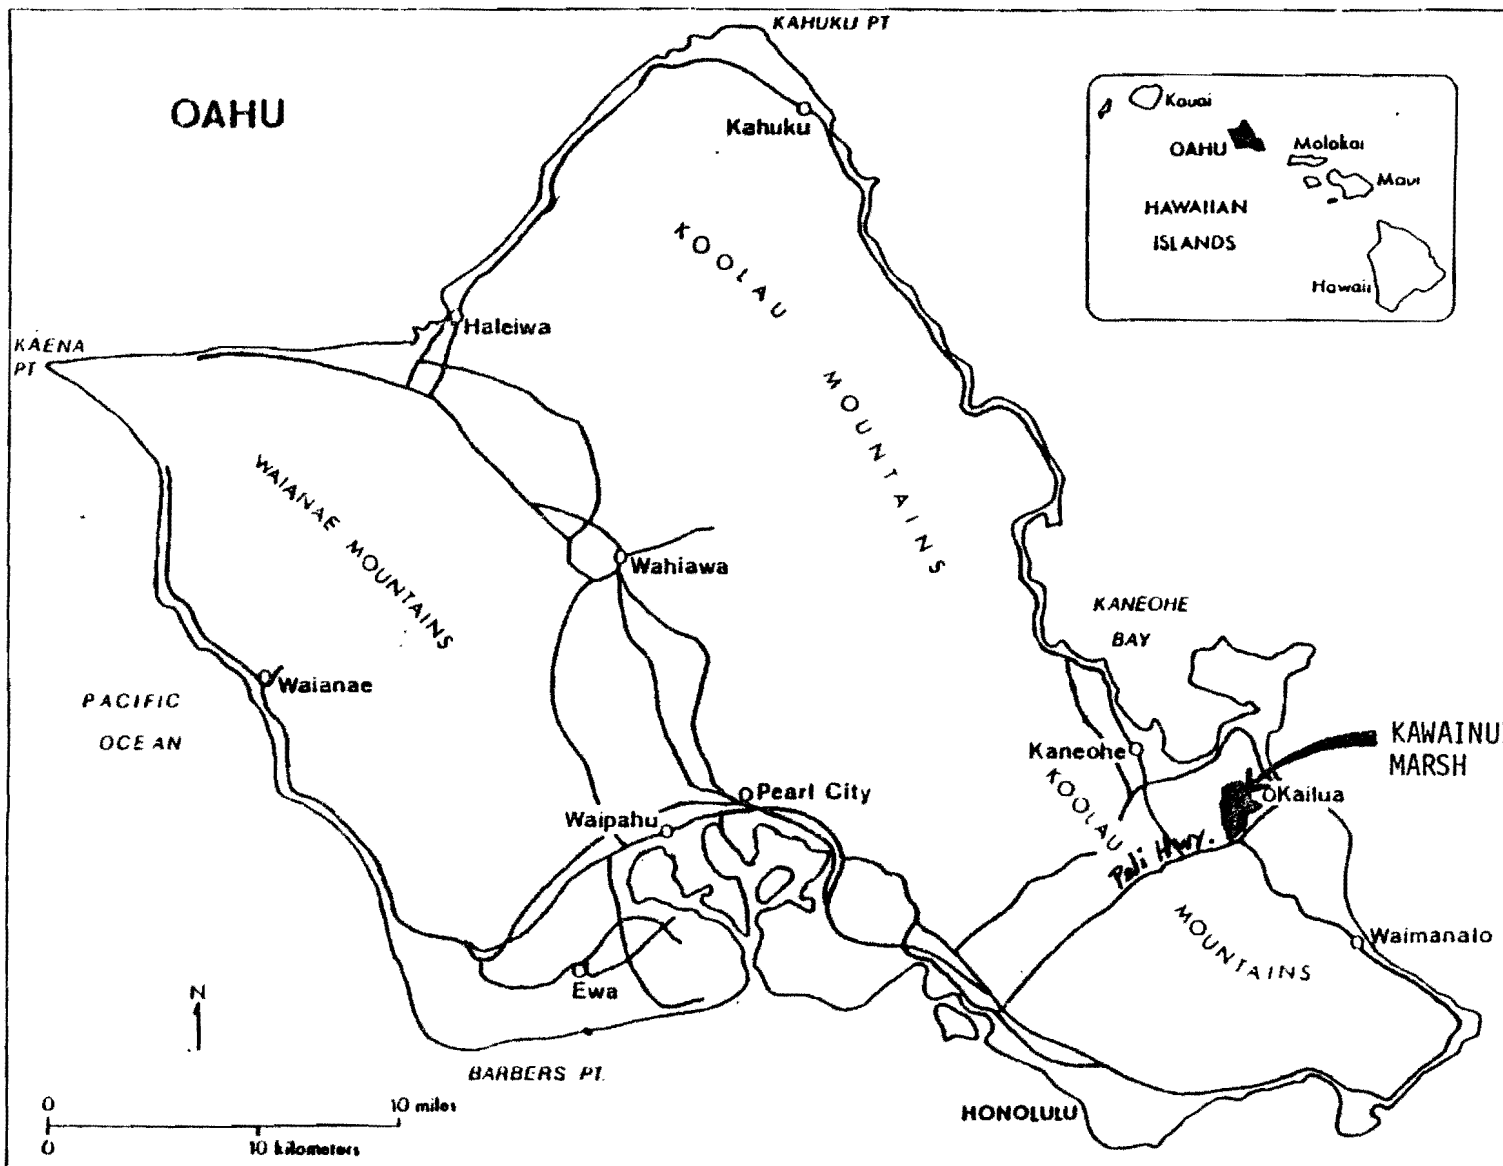 KAHUKU PT
OAHU
Kahuku
Kauai
OAHU
Molokai
Maui
HAWAIIAN
ISLANDS
Hawaii
KOOLAU
MOUNTAINS
Haleiwa
KAENA
PT
WAIANAE MOUNTAINS
Wahiawa
KANEOHE
BAY
Waianae
PACIFIC
OCEAN
Kaneohe
KAWAINUI
MARSH
KOOLAU
Kailua
Pearl City
Waipahu
Pali Hwy.
MOUNTAINS
Waimanalo
Ewa
N
BARBERS PT.
HONOLULU
0 10 miles
0 10 kilometers